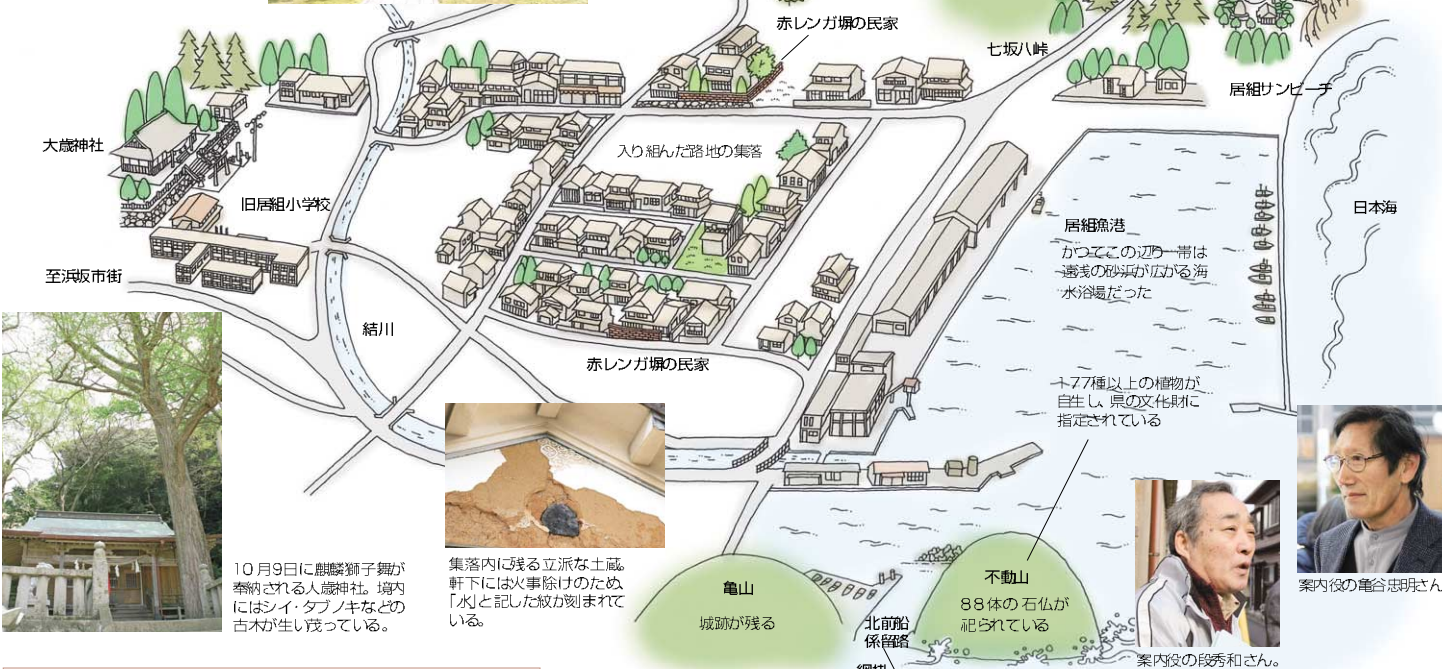 赤レンガ塀の民家
七坂八峠
居組サンビーチ
大歳神社
入り組んだ路地の集落
旧居組小学校
居組漁港
かつてこの辺り一帯は
遠浅の砂浜が広がる海
水浴場だった
日本海
至浜坂市街
結川
赤レンガ塀の民家
177種以上の植物が
自生し、県の文化財に
指定されている
10月9日に麒麟獅子舞が
奉納される大歳神社。境内
にはシイ・タブノキなどの
古木が生い茂っている。
集落内に残る立派な土蔵。
軒下には火事除けのため、
「水」と記した紋が刻まれて
いる。
亀山
城跡が残る
不動山
88体の石仏が
祀られている
北前船
係留路
案内役の段秀和さん。
案内役の亀谷忠明さん